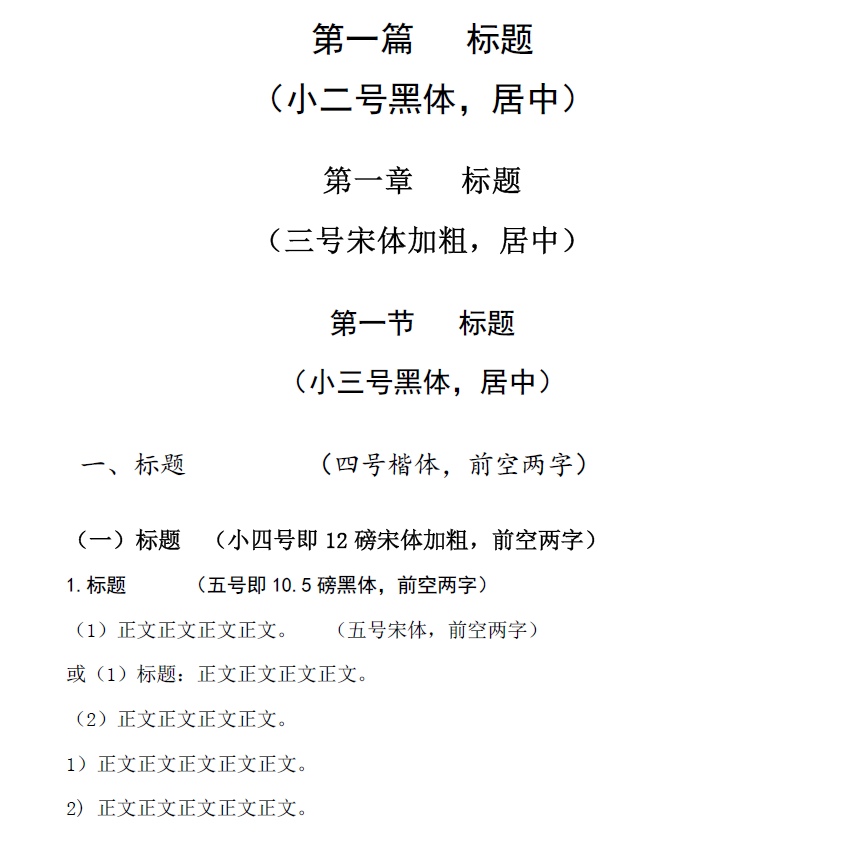 第一篇 标题
（小二号黑体，居中）
第一章 标题
（三号宋体加粗，居中）
第一节 标题
（小三号黑体，居中）
一、标题 （四号楷体，前空两字）
（一）标题 （小四号即 12 磅宋体加粗，前空两字）
1.标题 （五号即 10.5 磅黑体，前空两字）
（1）正文正文正文正文。 （五号宋体，前空两字）
或（1）标题：正文正文正文正文。
（2）正文正文正文正文。
1）正文正文正文正文正文。
2) 正文正文正文正文正文。